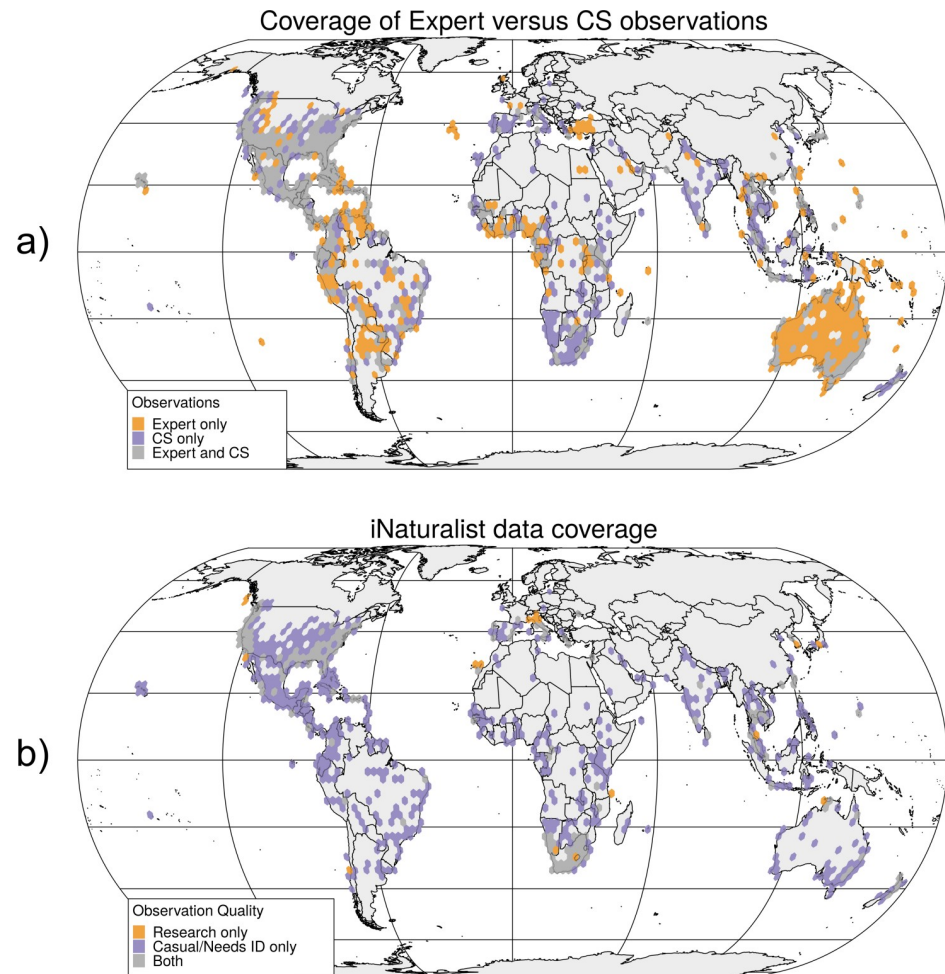 Coverage of Expert versus CS observations
a)
Observations
Expert only
CS only
Expert and CS
iNaturalist data coverage
b)
Observation Quality
Research only
Casual/Needs ID only
Both